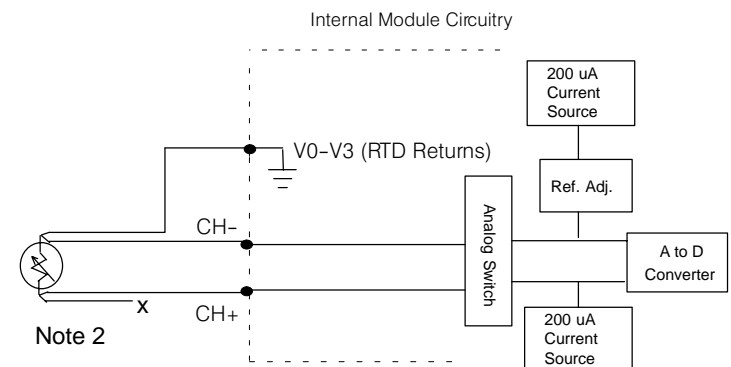 Internal Module Circuitry
200 uA
Current
Source
V0-V3 (RTD Returns)
Ref. Adj.
CH-
Analog Switch
A to D
Converter
x
CH+
Note 2
200 uA
Current
Source